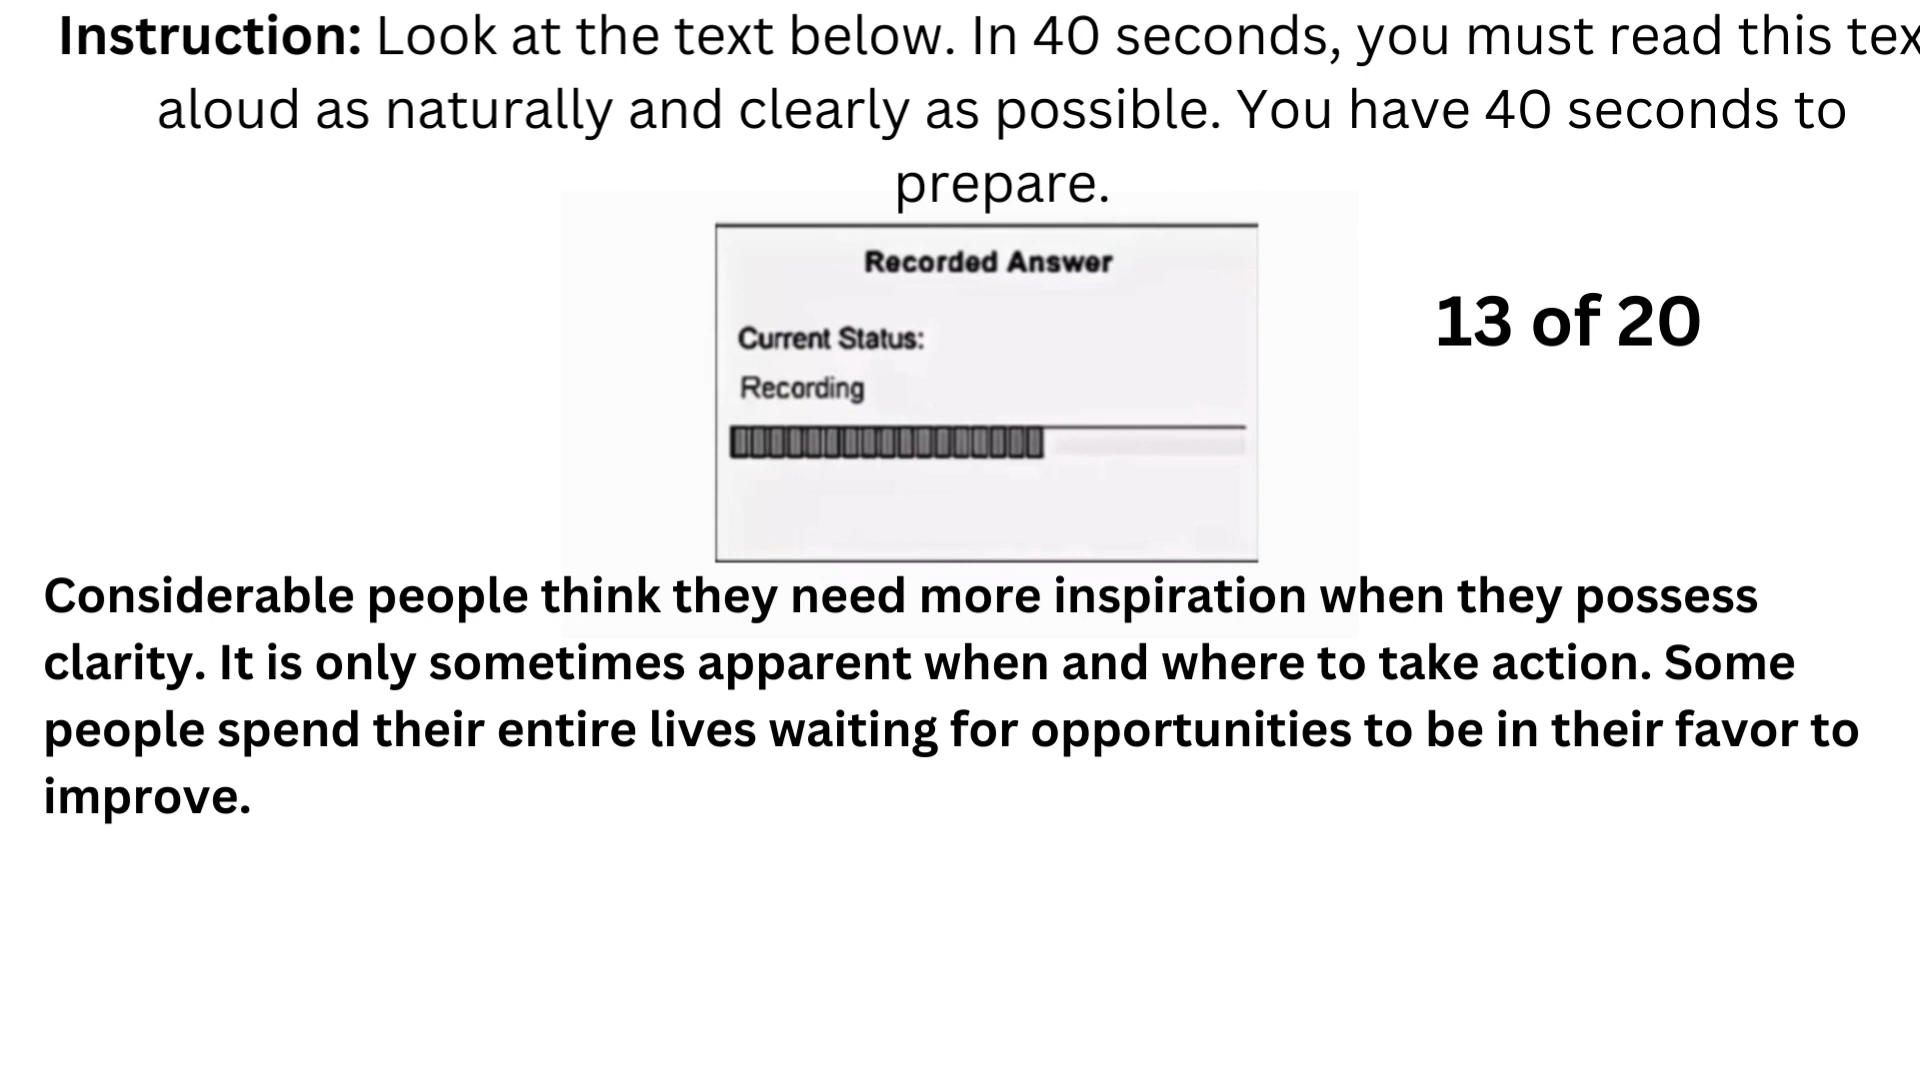 Instruction: Look at the text below. In 40 seconds, you must read this tex
aloud as naturally and clearly as possible. You have 40 seconds to
prepare.
Recorded Answer
Current Status:
13 of 20
Recording
Considerable people think they need more inspiration when they possess
clarity. It is only sometimes apparent when and where to take action. Some
people spend their entire lives waiting for opportunities to be in their favor to
improve.